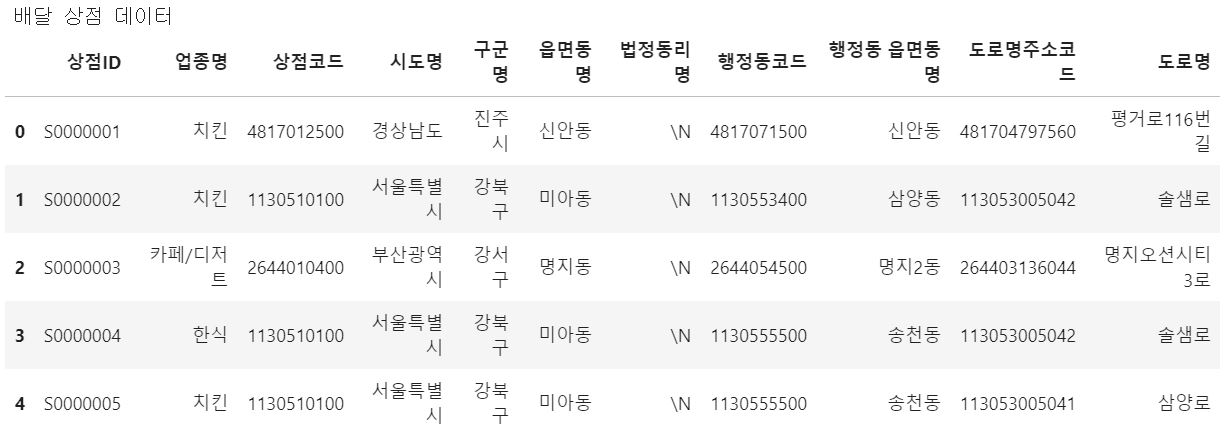 배달 상점 데이터
상점ID 업종명 상점코드 시도명 구군명 읍면동명 법정동리명 행정동코드 행정동 읍면동명 도로명주소코드 도로명
0 S0000001 치킨 4817012500 경상남도 진주시 신안동 \N 4817071500 신안동 481704797560 평거로116번길
1 S0000002 치킨 1130510100 서울특별시 강북구 미아동 \N 1130553400 삼양동 113053005042 솔샘로
2 S0000003 카페/디저트 2644010400 부산광역시 강서구 명지동 \N 2644054500 명지2동 264403136044 명지오션시티3로
3 S0000004 한식 1130510100 서울특별시 강북구 미아동 \N 1130555500 송천동 113053005042 솔샘로
4 S0000005 치킨 1130510100 서울특별시 강북구 미아동 \N 1130555500 송천동 113053005041 삼양로